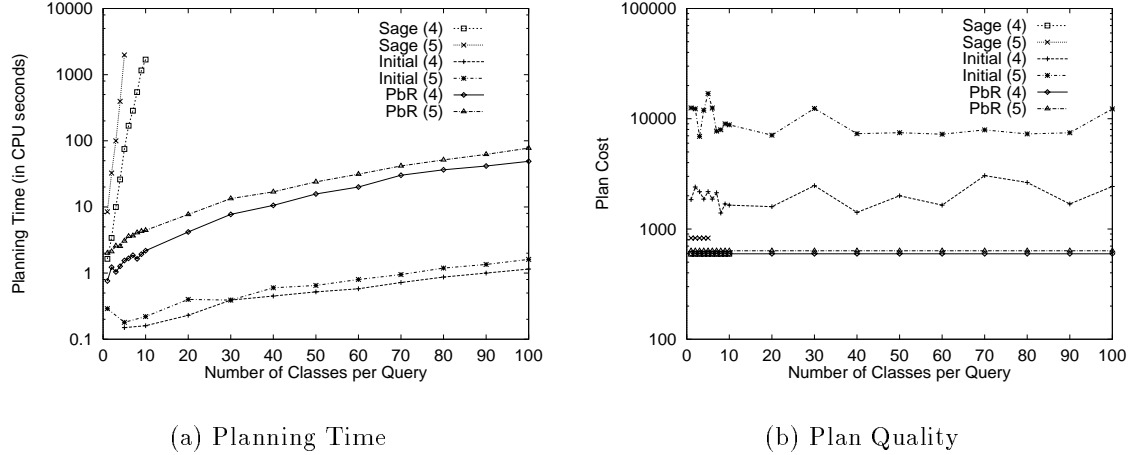 10000
1000
100
10
1
0.1
Planning Time (in CPU seconds)
0 10 20 30 40 50 60 70 80 90 100
Number of Classes per Query
Sage (4)
Sage (5)
Initial (4)
Initial (5)
PbR (4)
PbR (5)
(a) Planning Time
100000
10000
1000
100
Plan Cost
0 10 20 30 40 50 60 70 80 90 100
Number of Classes per Query
Sage (4)
Sage (5)
Initial (4)
Initial (5)
PbR (4)
PbR (5)
(b) Plan Quality